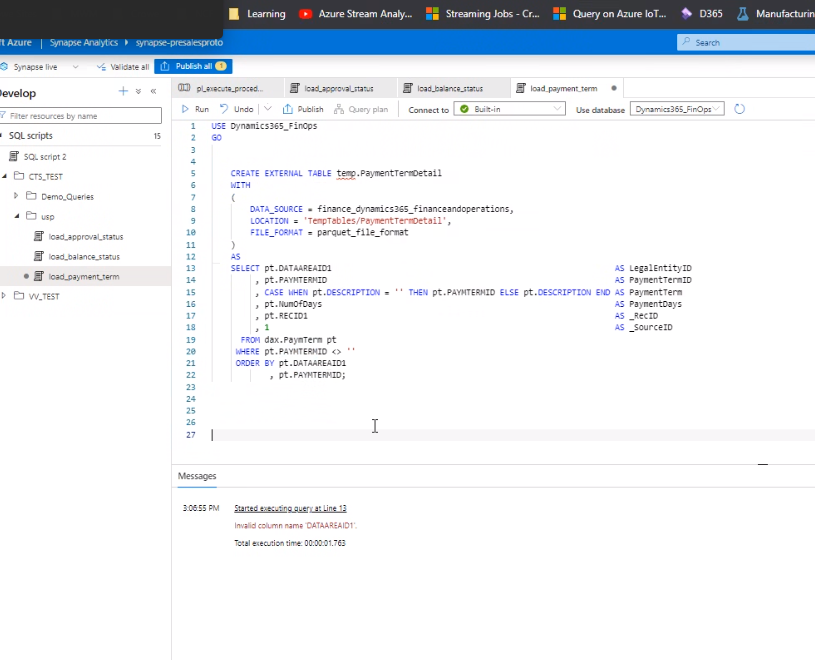 Learning
Azure Stream Analy...
Streaming Jobs - Cr...
Query on Azure IoT...
D365
Manufacturin
ft Azure
Synapse Analytics
synapse-presalesproto
Search
Synapse live
Validate all
Publish all 1
Develop
Filter resources by name
SQL scripts 15
SQL script 2
CTS_TEST
Demo_Queries
usp
load_approval_status
load_balance_status
load_payment_term
VV_TEST
pl_execute_proced...
load_approval_status
load_balance_status
load_payment_term
Run
Undo
Publish
Query plan
Connect to
Built-in
Use database
Dynamics365_FinOps
1 USE Dynamics365_FinOps
2 GO
3
4
5 CREATE EXTERNAL TABLE temp.PaymentTermDetail
6 WITH
7 (
8 DATA_SOURCE = finance_dynamics365_financeandoperations,
9 LOCATION = 'TempTables/PaymentTermDetail',
10 FILE_FORMAT = parquet_file_format
11 )
12 AS
13 SELECT pt.DATAAREAID1 AS LegalEntityID
14 , pt.PAYMTERMID AS PaymentTermID
15 , CASE WHEN pt.DESCRIPTION = '' THEN pt.PAYMTERMID ELSE pt.DESCRIPTION END AS PaymentTerm
16 , pt.NumOfDays AS PaymentDays
17 , pt.RECID1 AS _RecID
18 , 1 AS _SourceID
19 FROM dax.PaymTerm pt
20 WHERE pt.PAYMTERMID <> ''
21 ORDER BY pt.DATAAREAID1
22 , pt.PAYMTERMID;
23
24
25
26
27
Messages
3:06:55 PM Started executing query at Line 13
Invalid column name 'DATAAREAID1'.
Total execution time: 00:00:01.763